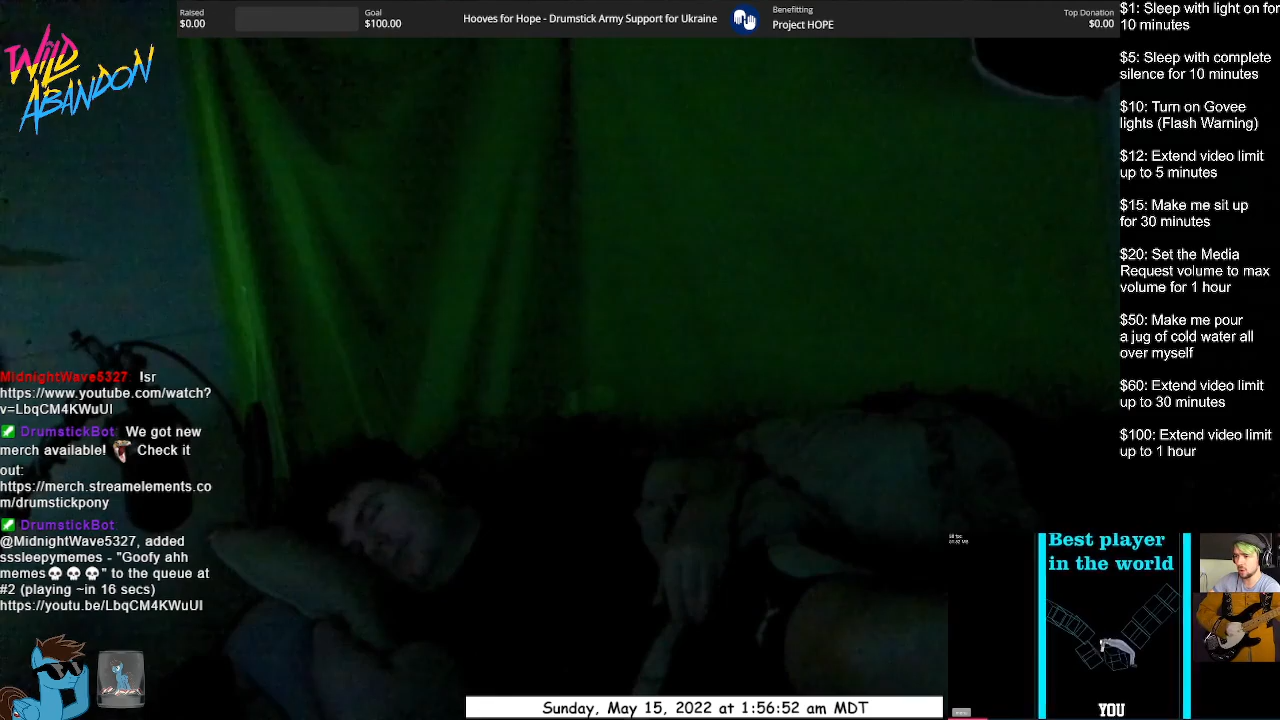 Raised
$0.00
Goal
$100.00
Hooves for Hope - Drumstick Army Support for Ukraine
Benefitting
Project HOPE
Top Donation
$0.00
WILD
ABANDON
$1: Sleep with light on for
10 minutes
$5: Sleep with complete
silence for 10 minutes
$10: Turn on Govee
lights (Flash Warning)
$12: Extend video limit
up to 5 minutes
$15: Make me sit up
for 30 minutes
$20: Set the Media
Request volume to max
volume for 1 hour
$50: Make me pour
a jug of cold water all
over myself
$60: Extend video limit
up to 30 minutes
$100: Extend video limit
up to 1 hour
MidnightWave5327 !sr
https://www.youtube.com/watch?
v=LbqCM4KWuUI
DrumstickBot We got new
merch available! Check it
out:
https://merch.streamelements.co
m/drumstickpony
DrumstickBot
@MidnightWave5327, added
sssleepymemes - "Goofy ahh
memes💀💀💀" to the queue at
#2 (playing ~in 16 secs)
https://youtu.be/LbqCM4KWuUI
Best player
in the world
YOU
Sunday, May 15, 2022 at 1:56:52 am MDT